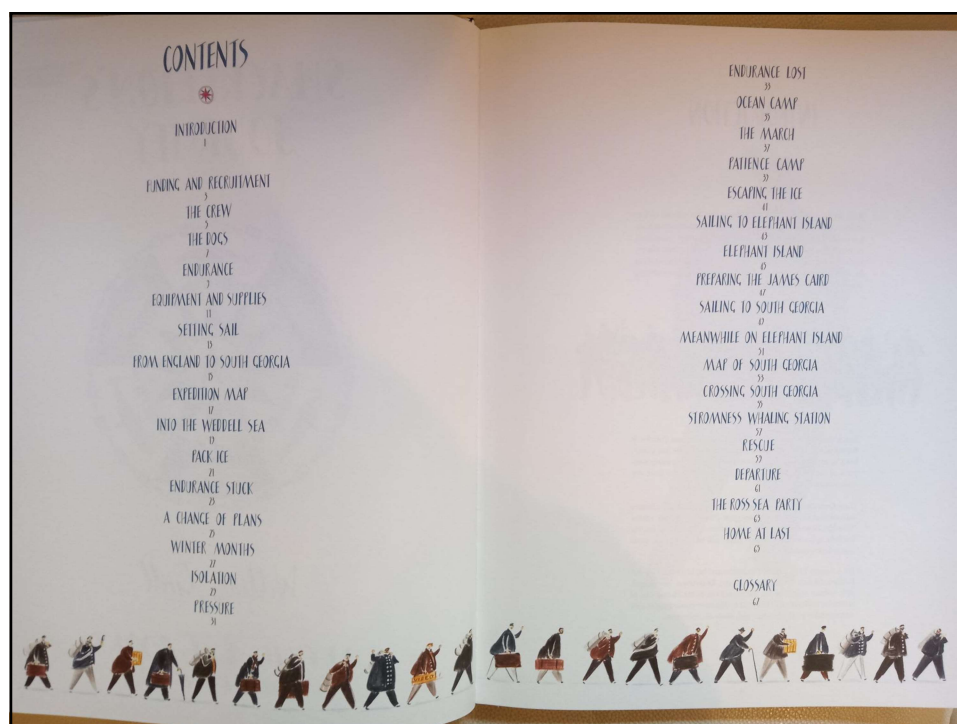 CONTENTS
INTRODUCTION
1
FUNDING AND RECRUITMENT
3
THE CREW
5
THE DOGS
7
ENDURANCE
9
EQUIPMENT AND SUPPLIES
11
SETTING SAIL
13
FROM ENGLAND TO SOUTH GEORGIA
15
EXPEDITION MAP
17
INTO THE WEDDELL SEA
19
PACK ICE
21
ENDURANCE STUCK
23
A CHANGE OF PLANS
25
WINTER MONTHS
27
ISOLATION
29
PRESSURE
31
ENDURANCE LOST
33
OCEAN CAMP
35
THE MARCH
37
PATIENCE CAMP
39
ESCAPING THE ICE
41
SAILING TO ELEPHANT ISLAND
43
ELEPHANT ISLAND
45
PREPARING THE JAMES CAIRD
47
SAILING TO SOUTH GEORGIA
49
MEANWHILE ON ELEPHANT ISLAND
51
MAP OF SOUTH GEORGIA
53
CROSSING SOUTH GEORGIA
55
STROMNESS WHALING STATION
57
RESCUE
59
DEPARTURE
61
THE ROSS SEA PARTY
63
HOME AT LAST
65
GLOSSARY
67